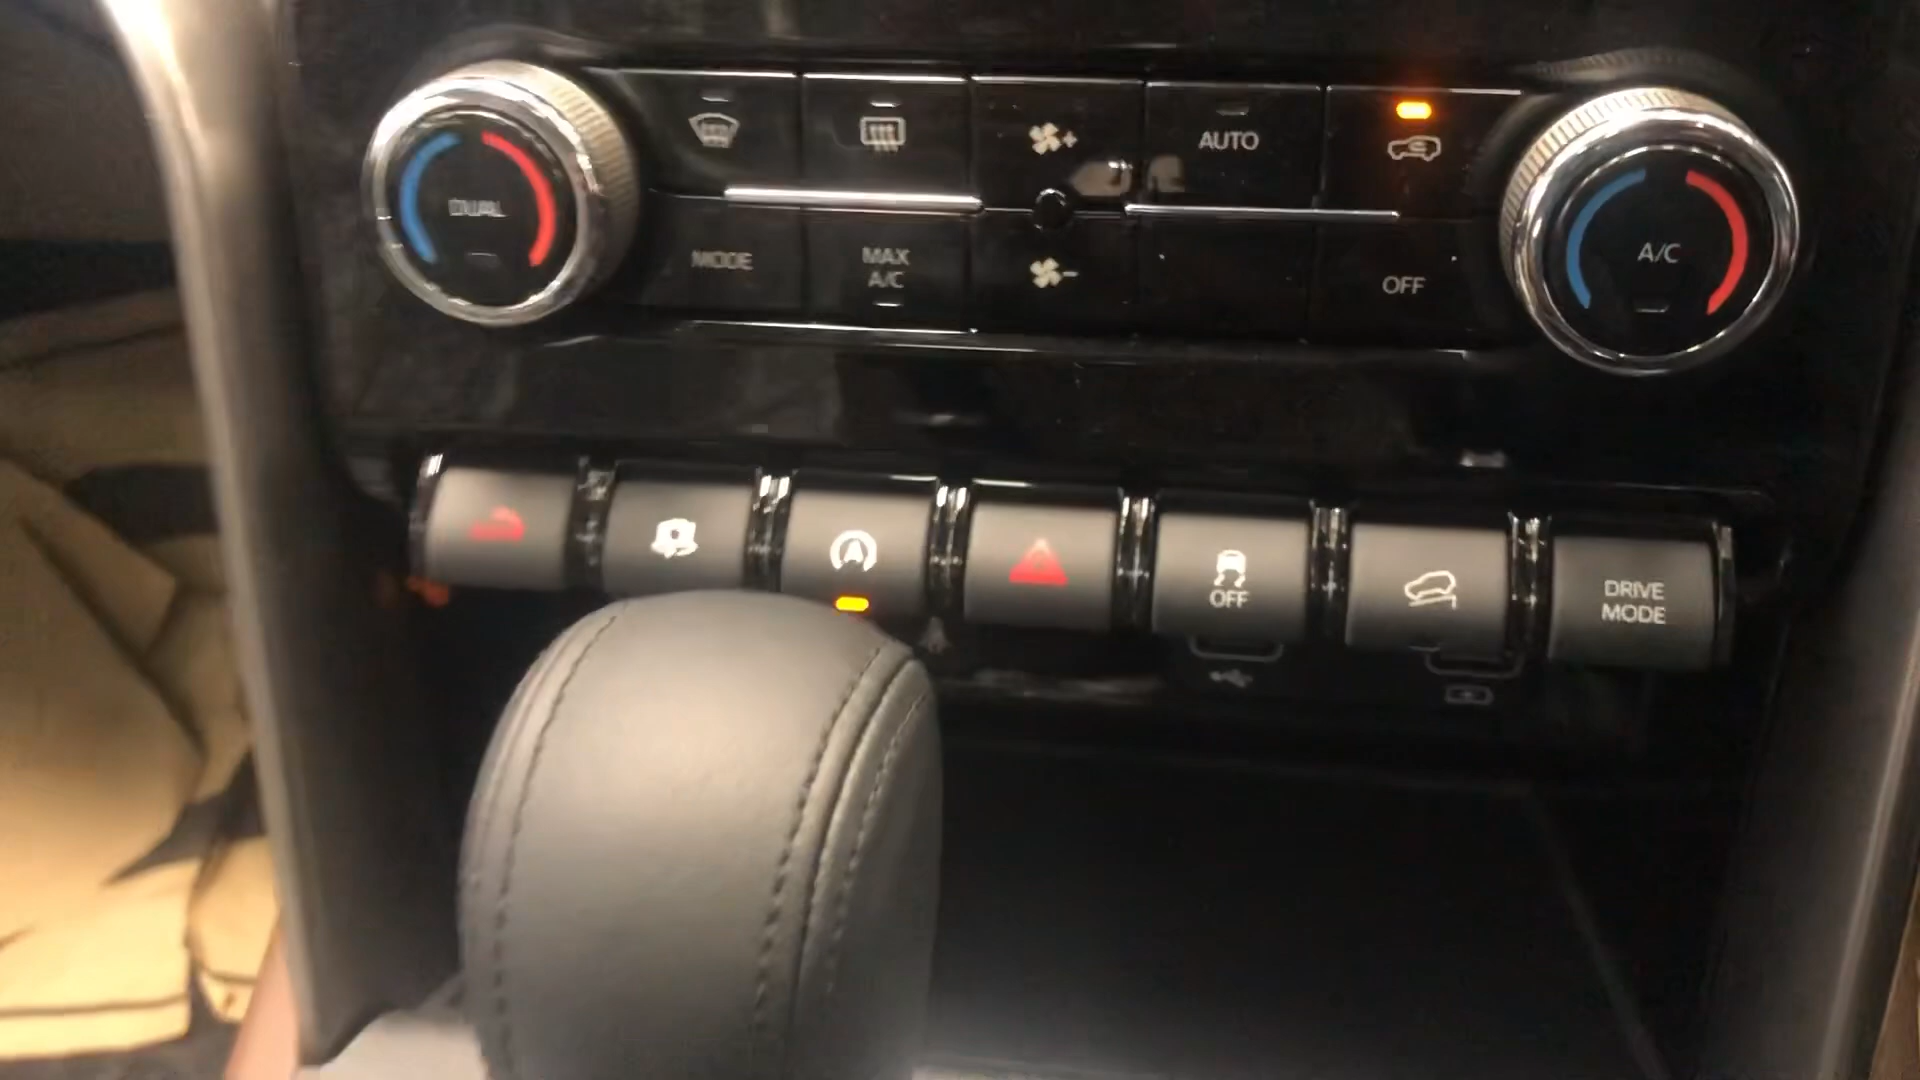 DUAL
AUTO
MODE
MAX
A/C
OFF
A/C
A
OFF
DRIVE
MODE